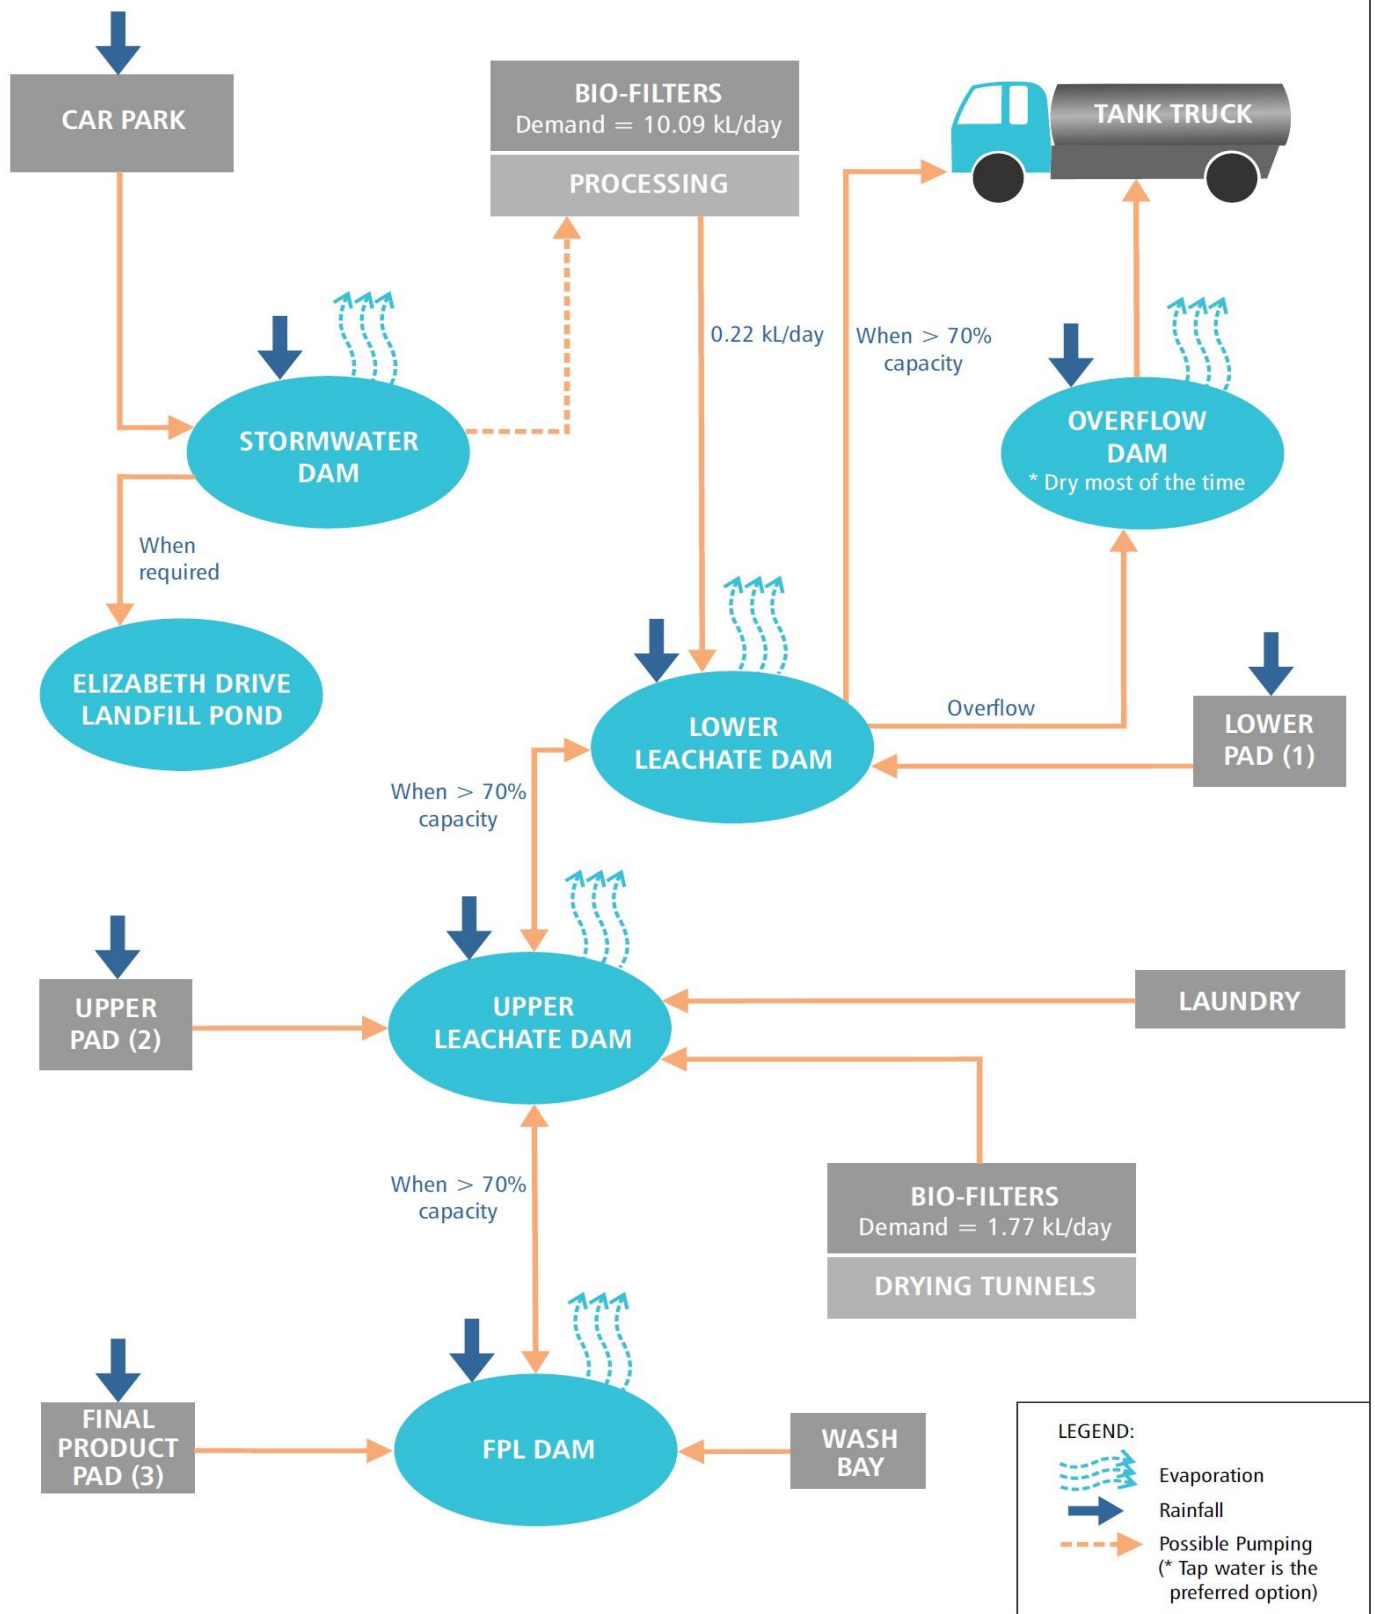 CAR PARK
BIO-FILTERS
Demand = 10.09 kL/day
PROCESSING
TANK TRUCK
0.22 kL/day
When > 70%
capacity
STORMWATER
DAM
OVERFLOW
DAM
* Dry most of the time
When
required
ELIZABETH DRIVE
LANDFILL POND
LOWER
LEACHATE DAM
Overflow
LOWER
PAD (1)
When > 70%
capacity
UPPER
PAD (2)
UPPER
LEACHATE DAM
LAUNDRY
When > 70%
capacity
BIO-FILTERS
Demand = 1.77 kL/day
DRYING TUNNELS
FINAL
PRODUCT
PAD (3)
FPL DAM
WASH
BAY
LEGEND:
Evaporation
Rainfall
Possible Pumping
(* Tap water is the
preferred option)